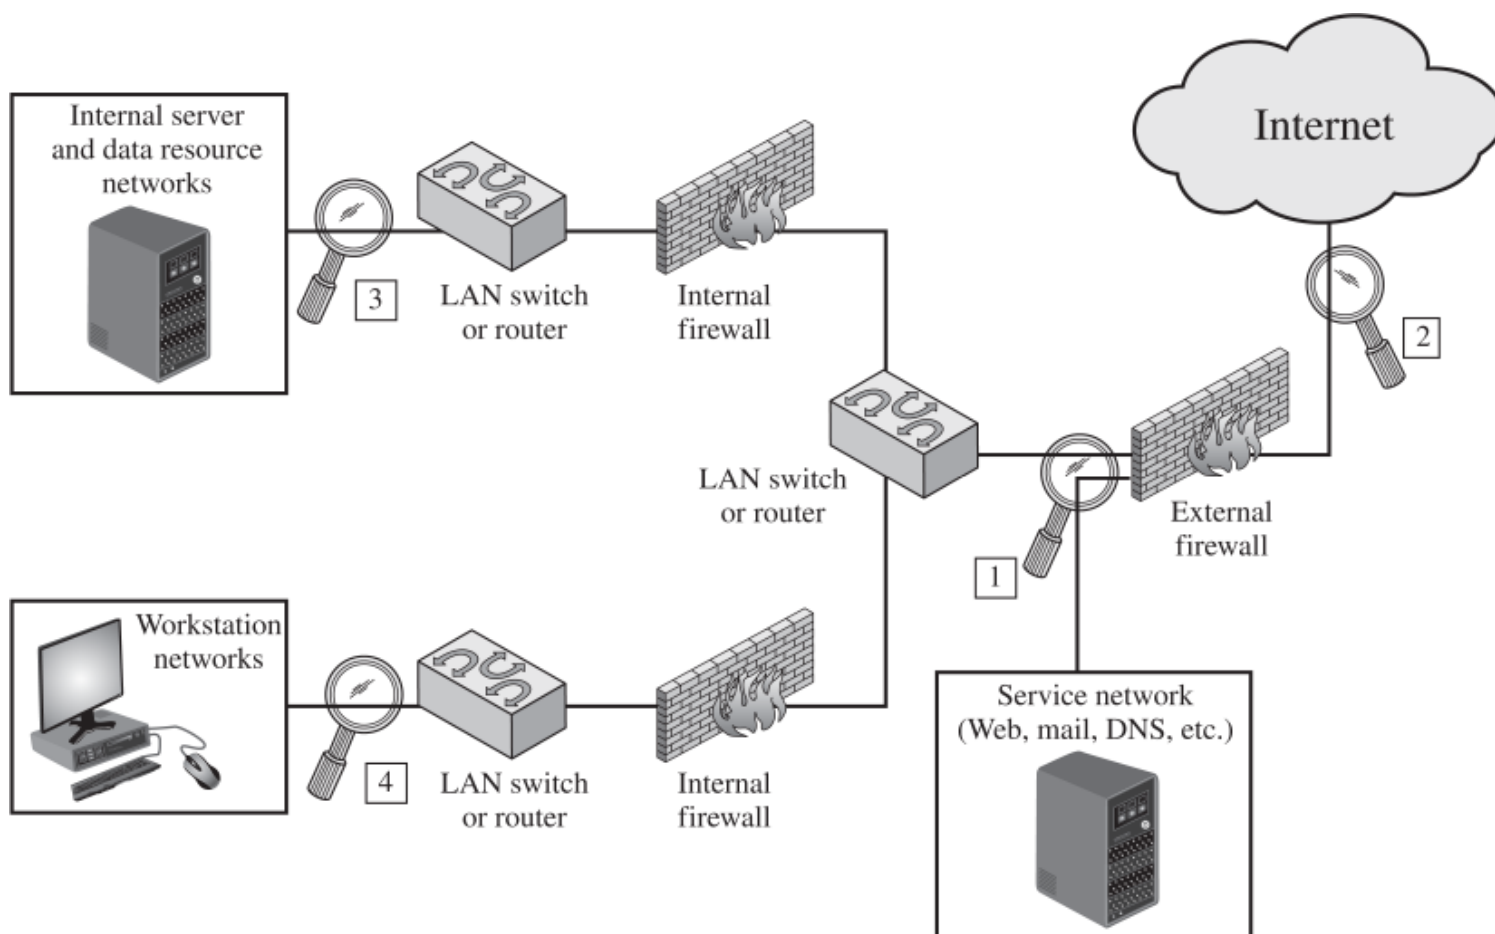 Internal server
and data resource
networks
3
LAN switch
or router
Internal
firewall
Internet
2
LAN switch
or router
1
External
firewall
Workstation
networks
4
LAN switch
or router
Internal
firewall
Service network
(Web, mail, DNS, etc.)